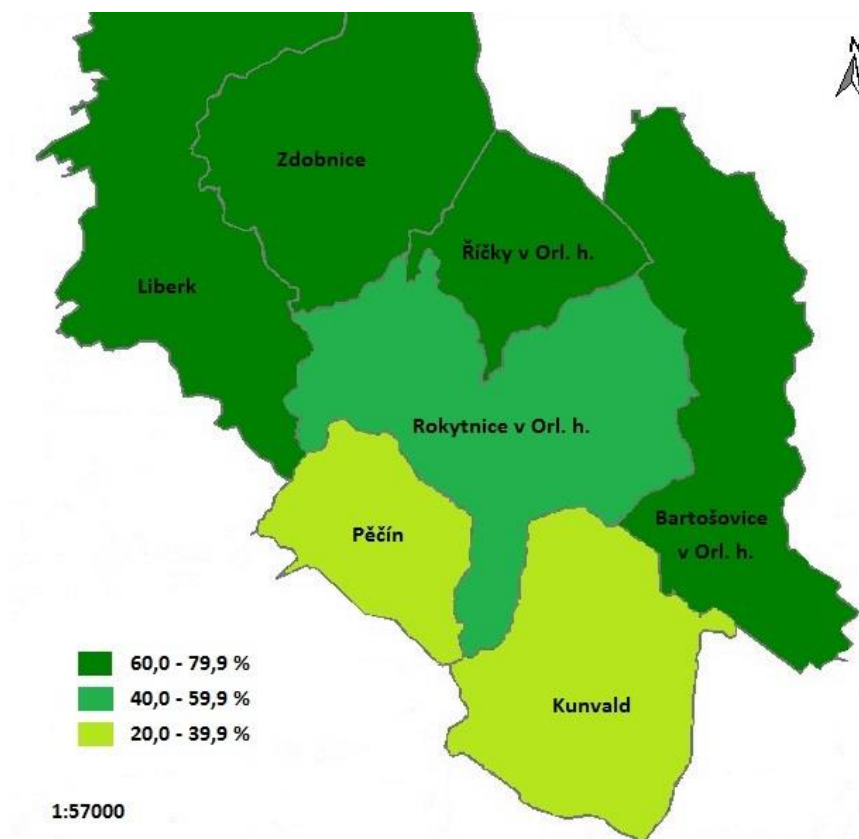 N
Zdobnice
Říčky v Orl. h.
Liberk
Rokytnice v Orl. h.
Bartošovice
v Orl. h.
Pěčín
Kunvald
60,0 - 79,9 %
40,0 - 59,9 %
20,0 - 39,9 %
1:57000